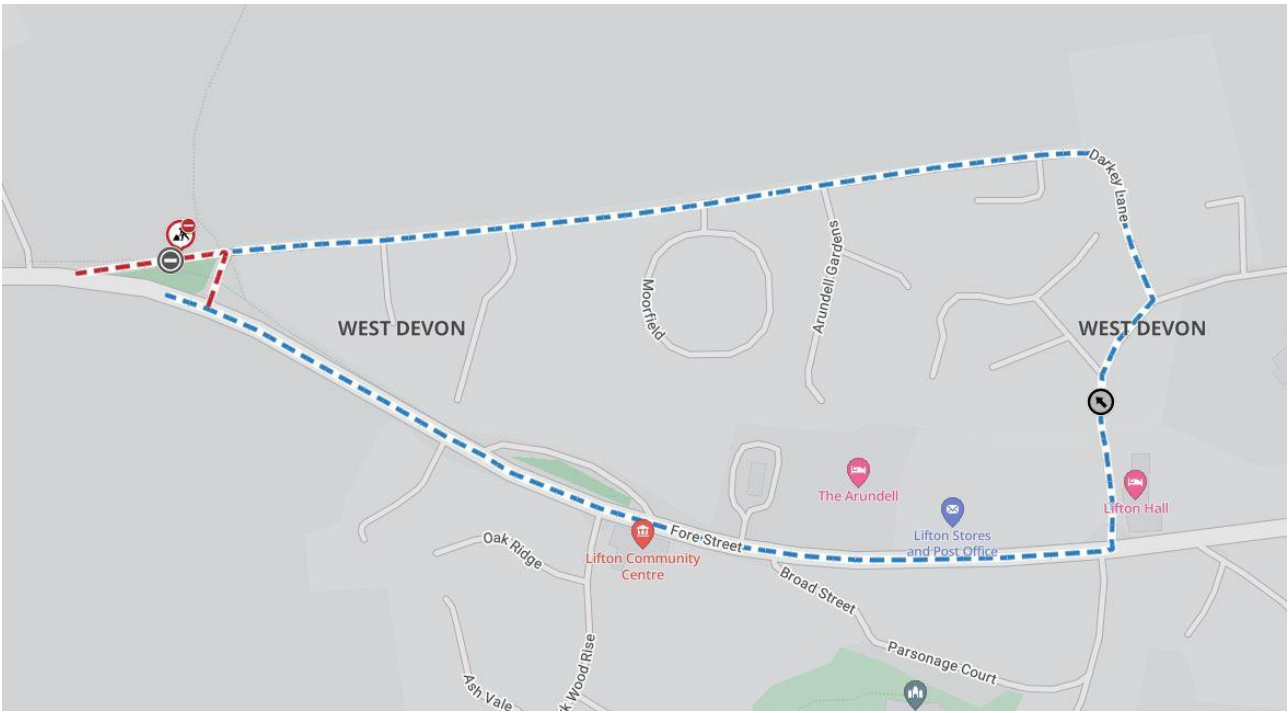 Darkey Lane
Arundell Gardens
Moorfield
WEST DEVON
WEST DEVON
The Arundell
Lifton Hall
Lifton Stores
and Post Office
Fore Street
Lifton Community
Centre
Oak Ridge
Broad Street
Parsonage Court
Ash Vale
k Wood Rise